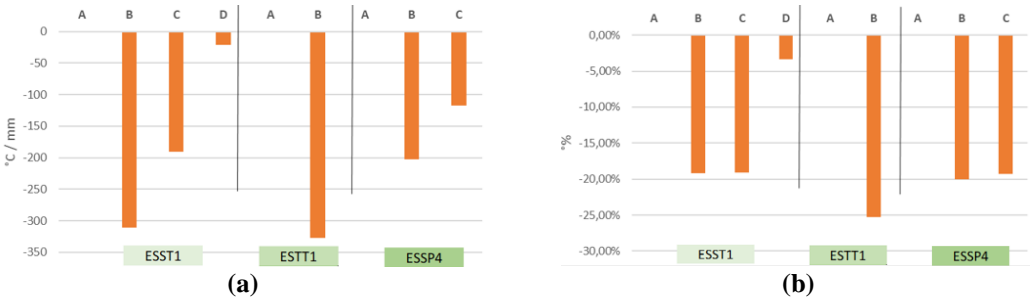 A B C D A B A B C
0
-50
-100
-150
-200
-250
-300
-350
°C / mm
ESST1 ESTT1 ESSP4
(a)
A B C D A B A B C
0,00%
-5,00%
-10,00%
-15,00%
-20,00%
-25,00%
-30,00%
°%
ESST1 ESTT1 ESSP4
(b)